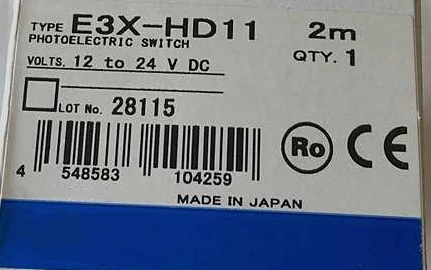 TYPE E3X-HD11 2m
PHOTOELECTRIC SWITCH
QTY. 1
VOLTS. 12 to 24 V DC
LOT No. 28115
Ro CE
4 548583 104259
MADE IN JAPAN